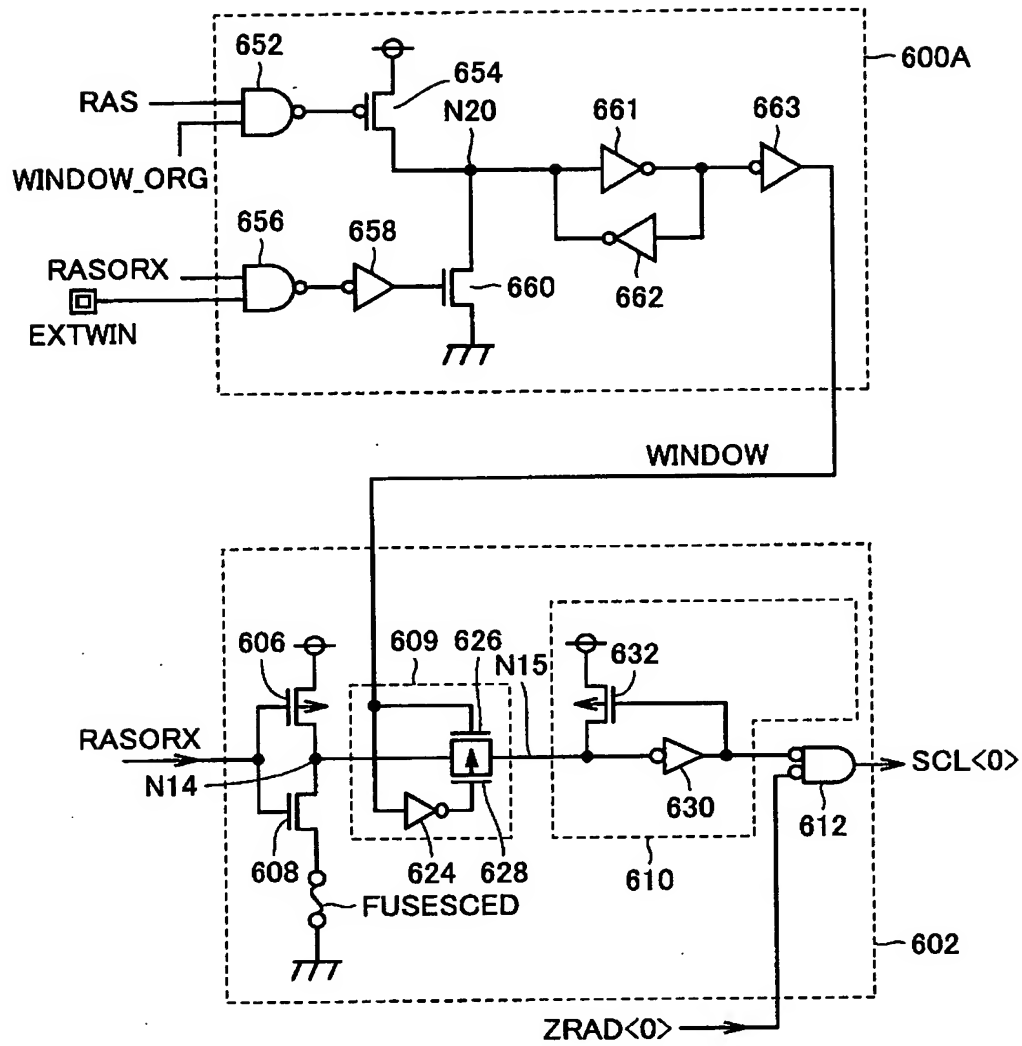 652
654
600A
RAS
N20
661
663
WINDOW_ORG
656
658
RASORX
660
662
EXTWIN
WINDOW
606
609
626
N15
632
RASORX
N14
SCL<0>
630
612
608
624
628
610
FUSESCED
602
ZRAD<0>